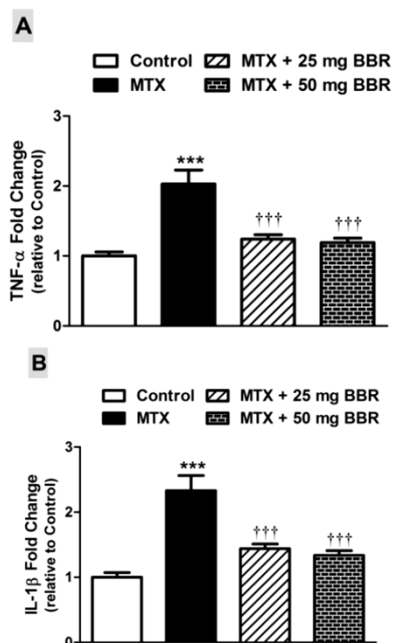 A
Control MTX + 25 mg BBR
MTX MTX + 50 mg BBR
TNF-α Fold Change
(relative to Control)
3
2
1
0
***
†††
†††
B
Control MTX + 25 mg BBR
MTX MTX + 50 mg BBR
IL-1β Fold Change
(relative to Control)
3
2
1
0
***
†††
†††